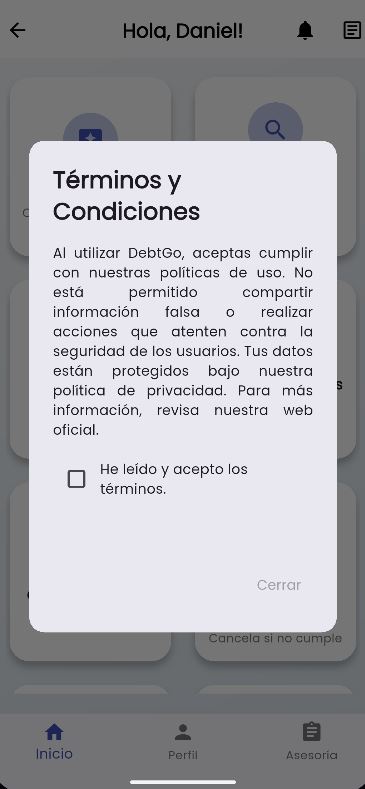 Hola, Daniel!
Términos y
Condiciones
Al utilizar DebtGo, aceptas cumplir
con nuestras políticas de uso. No
está permitido compartir
información falsa o realizar
acciones que atenten contra la
seguridad de los usuarios. Tus datos
están protegidos bajo nuestra
política de privacidad. Para más
información, revisa nuestra web
oficial.
He leído y acepto los
términos.
Cerrar
Cancela si no cumple
Inicio
Perfil
Asesoría